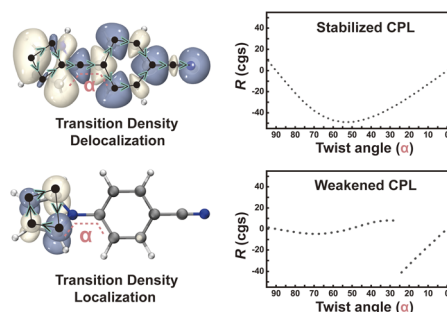 α
Transition Density
Delocalization
Stabilized CPL
R (cgs)
0
-20
-40
90 80 70 60 50 40 30 20 10 0
Twist angle (α)
α
Transition Density
Localization
Weakened CPL
R (cgs)
40
20
0
-20
-40
90 80 70 60 50 40 30 20 10 0
Twist angle (α)